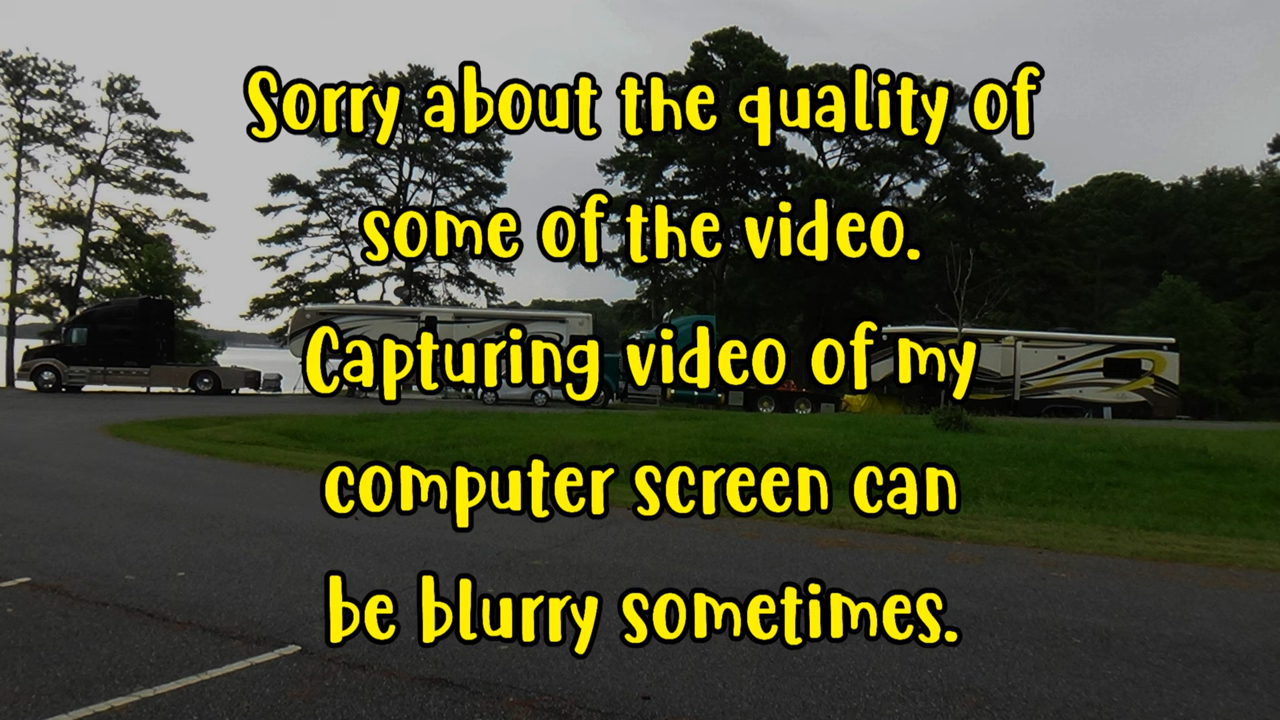 Sorry about the quality of
some of the video.
Capturing video of my
computer screen can
be blurry sometimes.